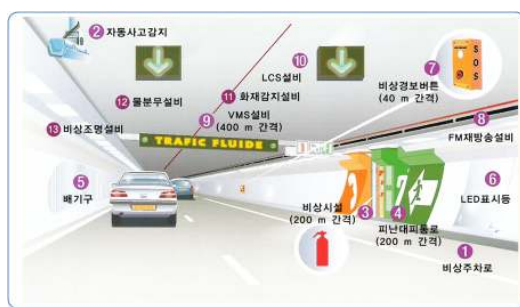 ② 자동사고감지
⑩
LCS설비
⑦
SOS
비상경보버튼
(40 m 간격)
⑪ 화재감지설비
⑫ 물분무설비
⑨ VMS설비
(400 m 간격)
⑧
FM재방송설비
⑬ 비상조명설비
TRAFIC FLUIDE
⑤
배기구
⑥
LED표시등
비상시설
(200 m 간격)
③
④
피난대피통로
(200 m 간격)
①
비상주차로